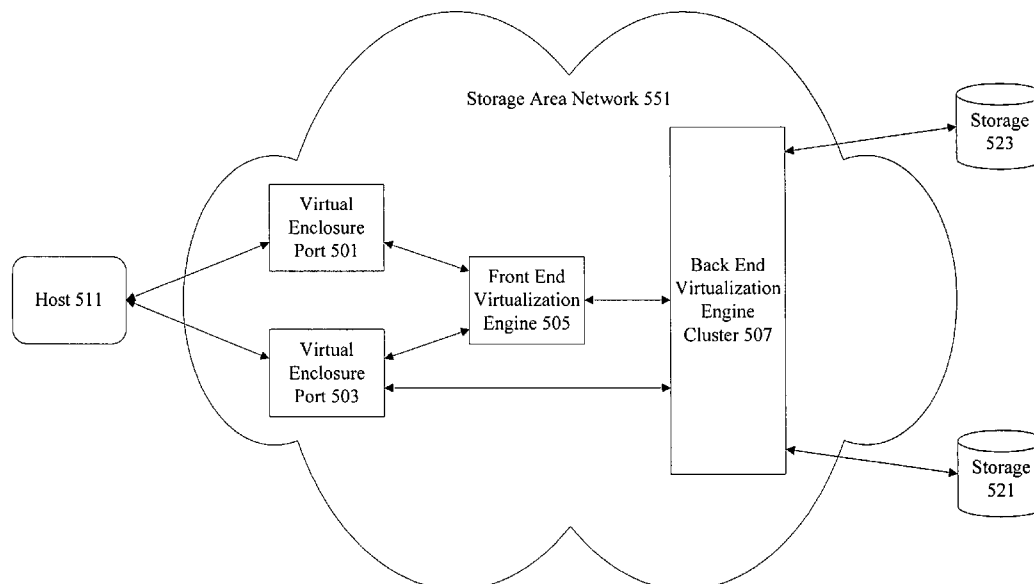 Storage Area Network 551
Storage
523
Virtual
Enclosure
Port 501
Host 511
Front End
Virtualization
Engine 505
Back End
Virtualization
Engine
Cluster 507
Virtual
Enclosure
Port 503
Storage
521